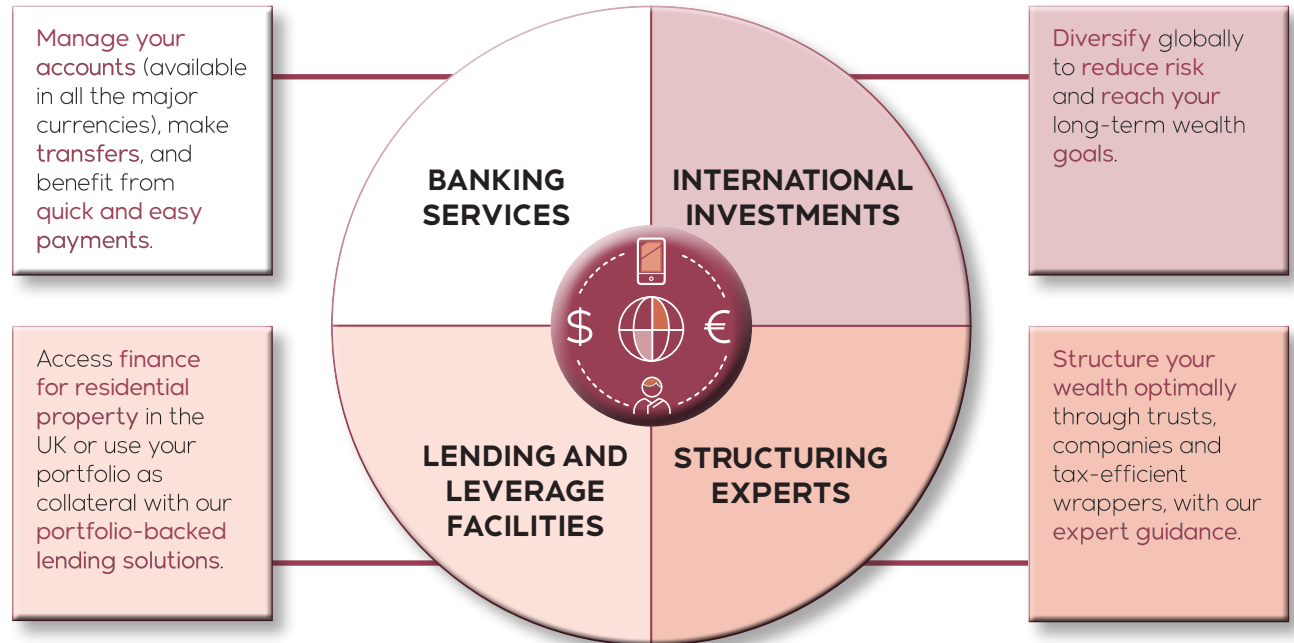 Manage your
accounts (available
in all the major
currencies), make
transfers, and
benefit from
quick and easy
payments.
BANKING
SERVICES
INTERNATIONAL
INVESTMENTS
Diversify globally
to reduce risk
and reach your
long-term wealth
goals.
$
€
Access finance
for residential
property in the
UK or use your
portfolio as
collateral with our
portfolio-backed
lending solutions.
LENDING AND
LEVERAGE
FACILITIES
STRUCTURING
EXPERTS
Structure your
wealth optimally
through trusts,
companies and
tax-efficient
wrappers, with our
expert guidance.